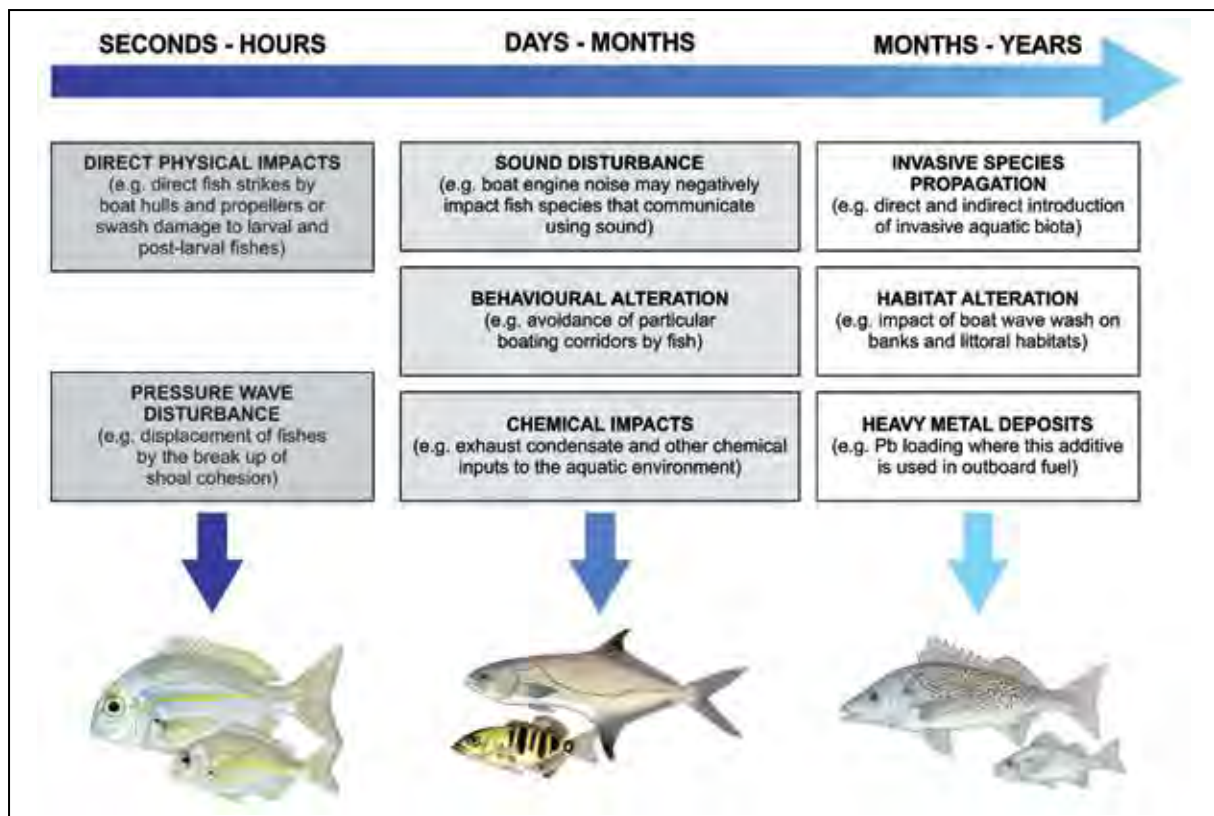 SECONDS - HOURS
DAYS - MONTHS
MONTHS - YEARS
DIRECT PHYSICAL IMPACTS
(e.g. direct fish strikes by
boat hulls and propellers or
swash damage to larval and
post-larval fishes)
PRESSURE WAVE
DISTURBANCE
(e.g. displacement of fishes
by the break up of
shoal cohesion)
SOUND DISTURBANCE
(e.g. boat engine noise may negatively
impact fish species that communicate
using sound)
BEHAVIOURAL ALTERATION
(e.g. avoidance of particular
boating corridors by fish)
CHEMICAL IMPACTS
(e.g. exhaust condensate and other chemical
inputs to the aquatic environment)
INVASIVE SPECIES
PROPAGATION
(e.g. direct and indirect introduction
of invasive aquatic biota)
HABITAT ALTERATION
(e.g. impact of boat wave wash on
banks and littoral habitats)
HEAVY METAL DEPOSITS
(e.g. Pb loading where this additive
is used in outboard fuel)